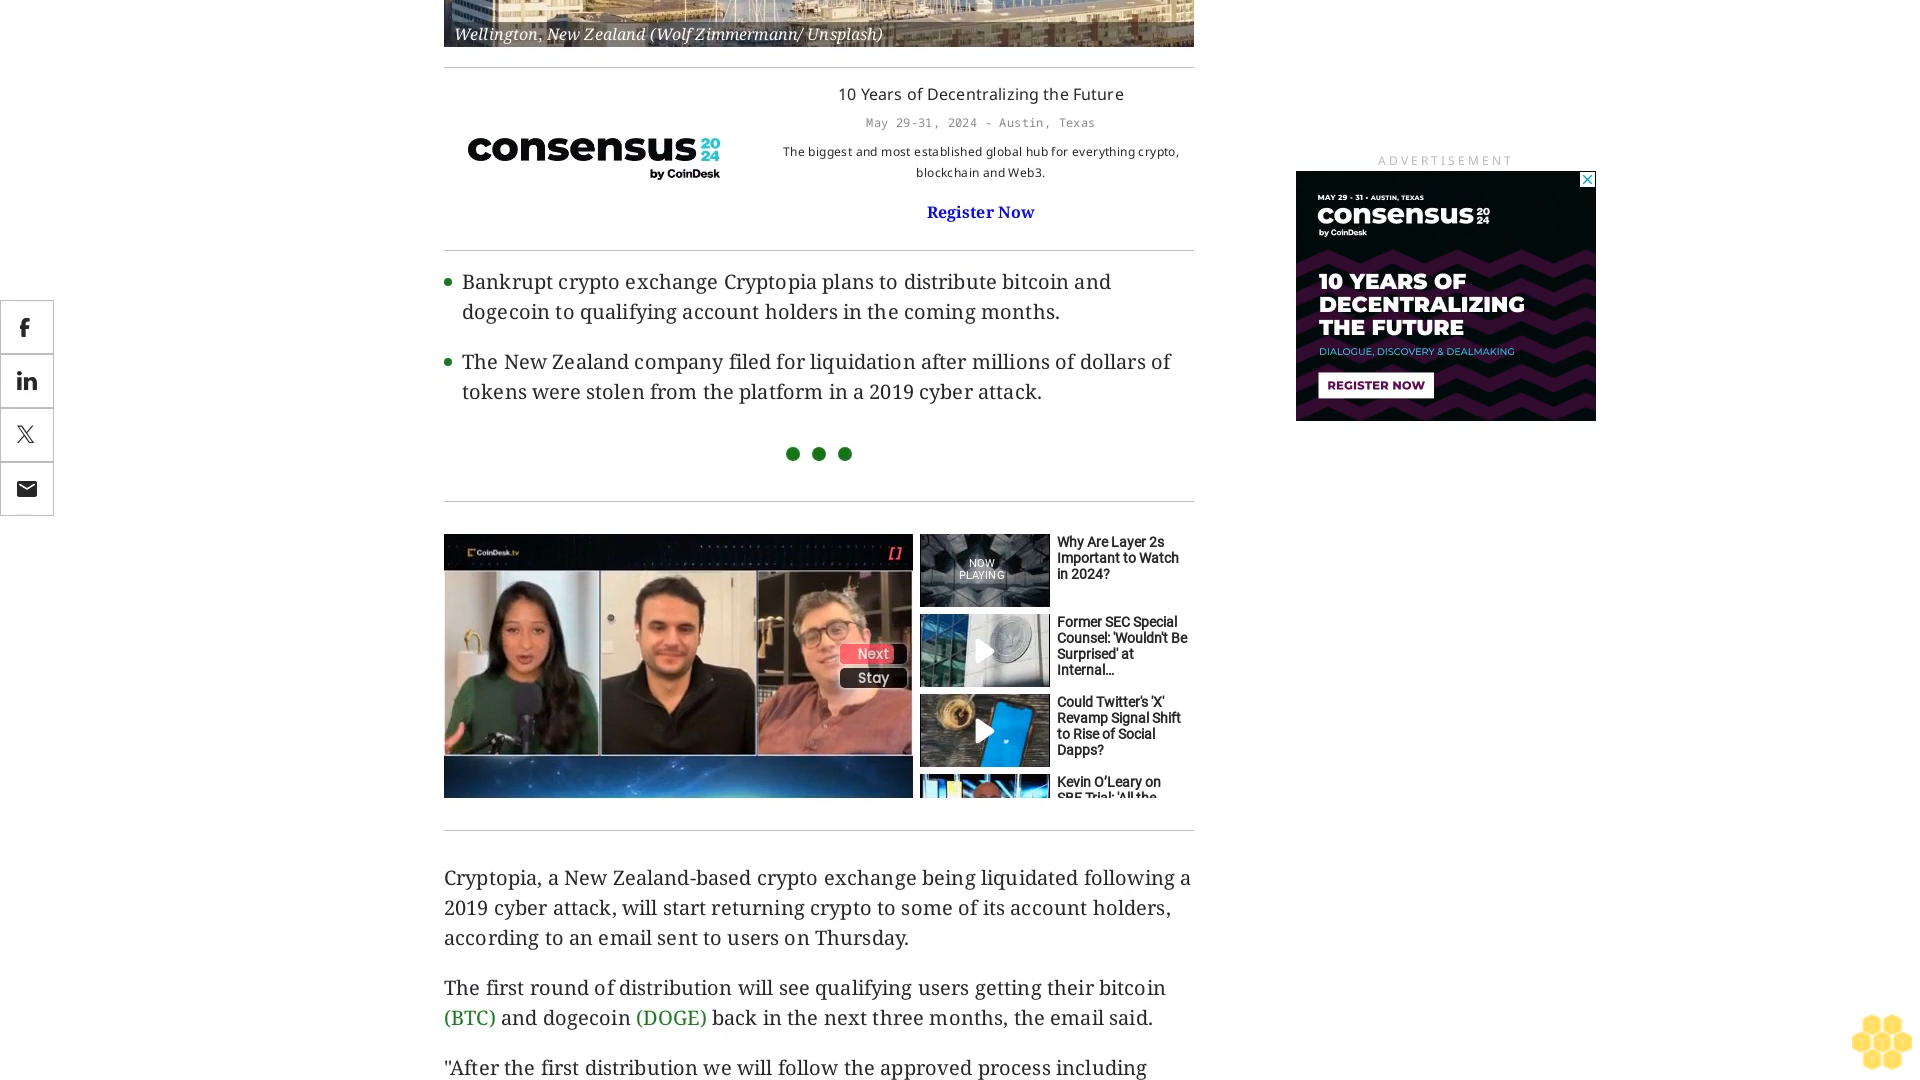 Wellington, New Zealand (Wolf Zimmermann/ Unsplash)
10 Years of Decentralizing the Future
May 29-31, 2024 - Austin, Texas
The biggest and most established global hub for everything crypto,
blockchain and Web3.
Register Now
consensus 20
24
by CoinDesk
ADVERTISEMENT
MAY 29 - 31 • AUSTIN, TEXAS
consensus 20
24
by CoinDesk
10 YEARS OF
DECENTRALIZING
THE FUTURE
DIALOGUE, DISCOVERY & DEALMAKING
REGISTER NOW
Bankrupt crypto exchange Cryptopia plans to distribute bitcoin and
dogecoin to qualifying account holders in the coming months.
The New Zealand company filed for liquidation after millions of dollars of
tokens were stolen from the platform in a 2019 cyber attack.
CoinDesk.tv
Next
Stay
NOW
PLAYING
Why Are Layer 2s
Important to Watch
in 2024?
Former SEC Special
Counsel: 'Wouldn't Be
Surprised' at
Internal...
Could Twitter's 'X'
Revamp Signal Shift
to Rise of Social
Dapps?
Kevin O'Leary on
SBF Trial: 'All the
Cryptopia, a New Zealand-based crypto exchange being liquidated following a
2019 cyber attack, will start returning crypto to some of its account holders,
according to an email sent to users on Thursday.
The first round of distribution will see qualifying users getting their bitcoin
(BTC) and dogecoin (DOGE) back in the next three months, the email said.
"After the first distribution we will follow the approved process including